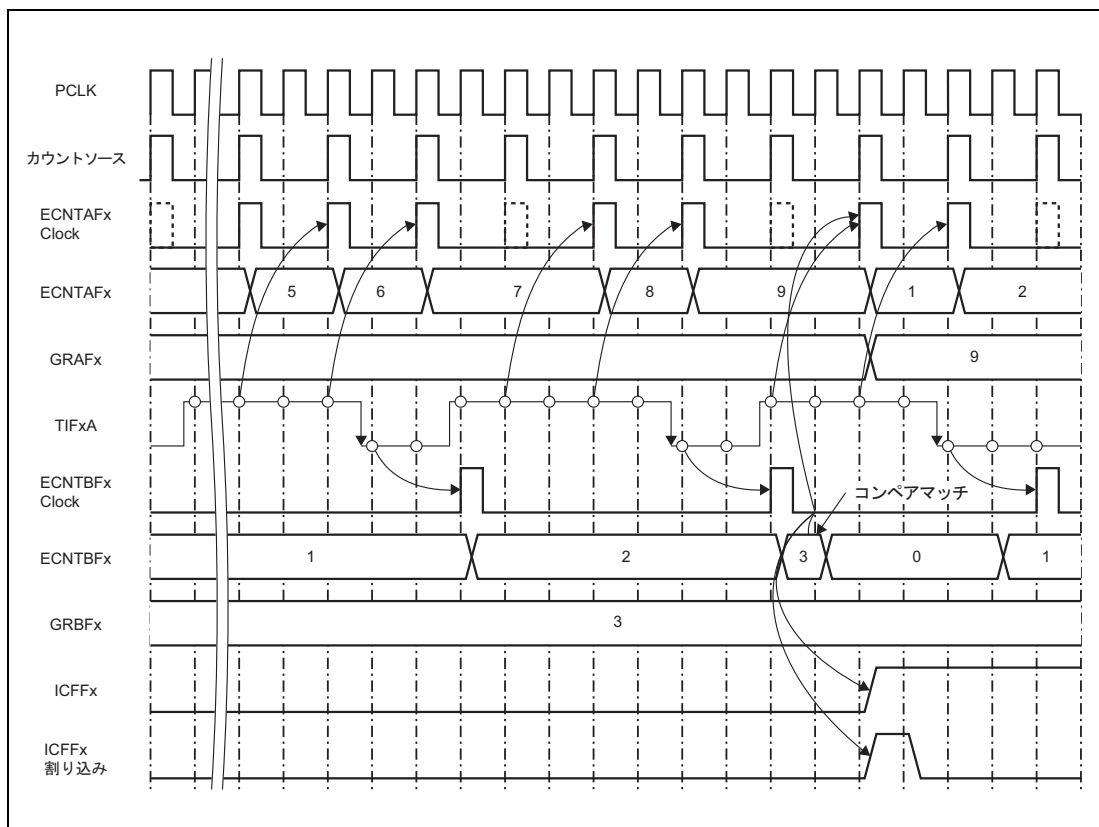 PCLK
カウントソース
ECNTAFx
Clock
ECNTAFx
5 6 7 8 9 1 2
GRAFx
9
TIFxA
ECNTBFx
Clock
コンペアマッチ
ECNTBFx
1 2 3 0 1
GRBFx
3
ICFFx
ICFFx
割り込み